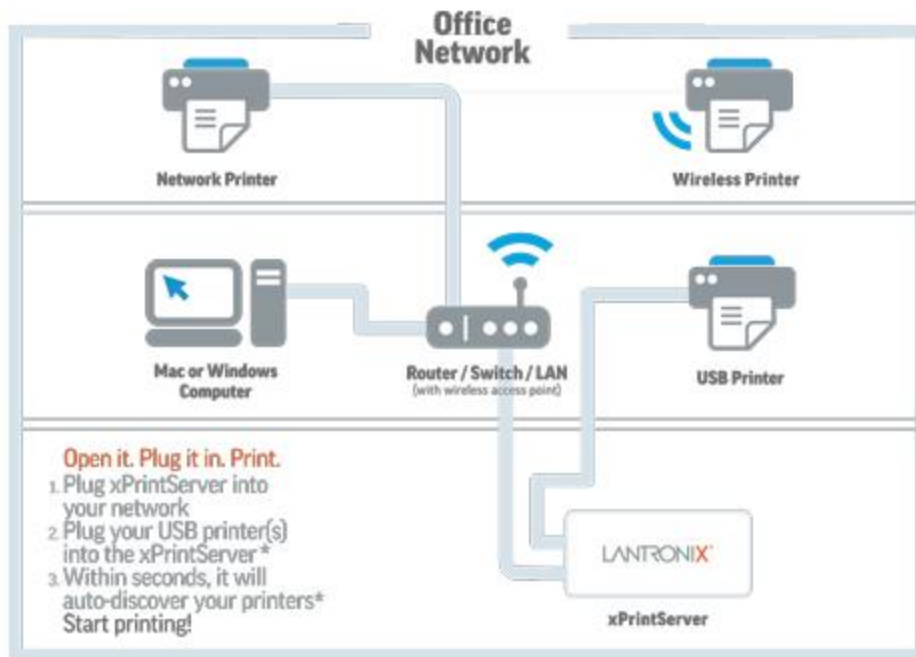 Office
Network
Network Printer
Wireless Printer
Mac or Windows
Computer
Router / Switch / LAN
(with wireless access point)
USB Printer
Open it. Plug it in. Print.
1. Plug xPrintServer into
your network
2. Plug your USB printer(s)
into the xPrintServer*
3. Within seconds, it will
auto-discover your printers*
Start printing!
LANTRONIX
xPrintServer